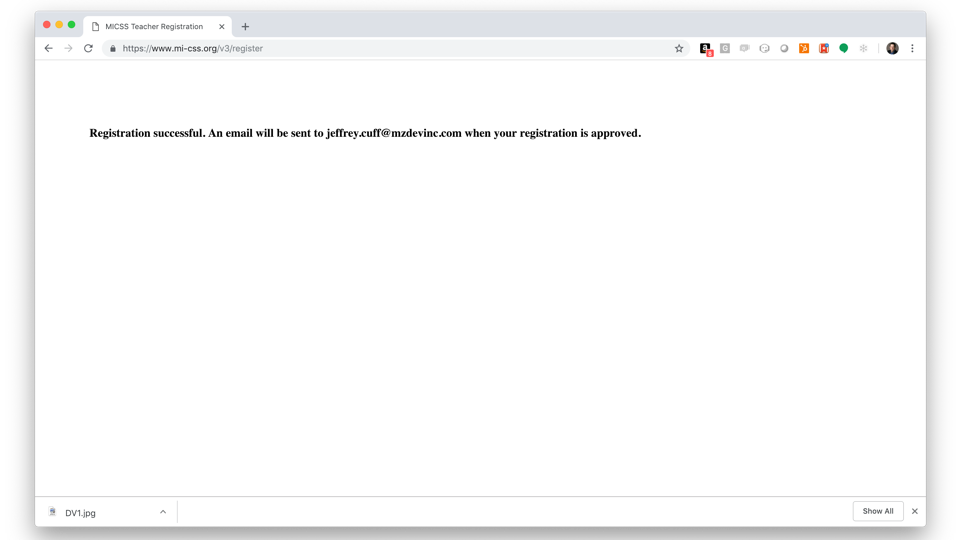 MICSS Teacher Registration
https://www.mi-css.org/v3/register
Registration successful. An email will be sent to jeffrey.cuff@mzdevinc.com when your registration is approved.
DV1.jpg
Show All